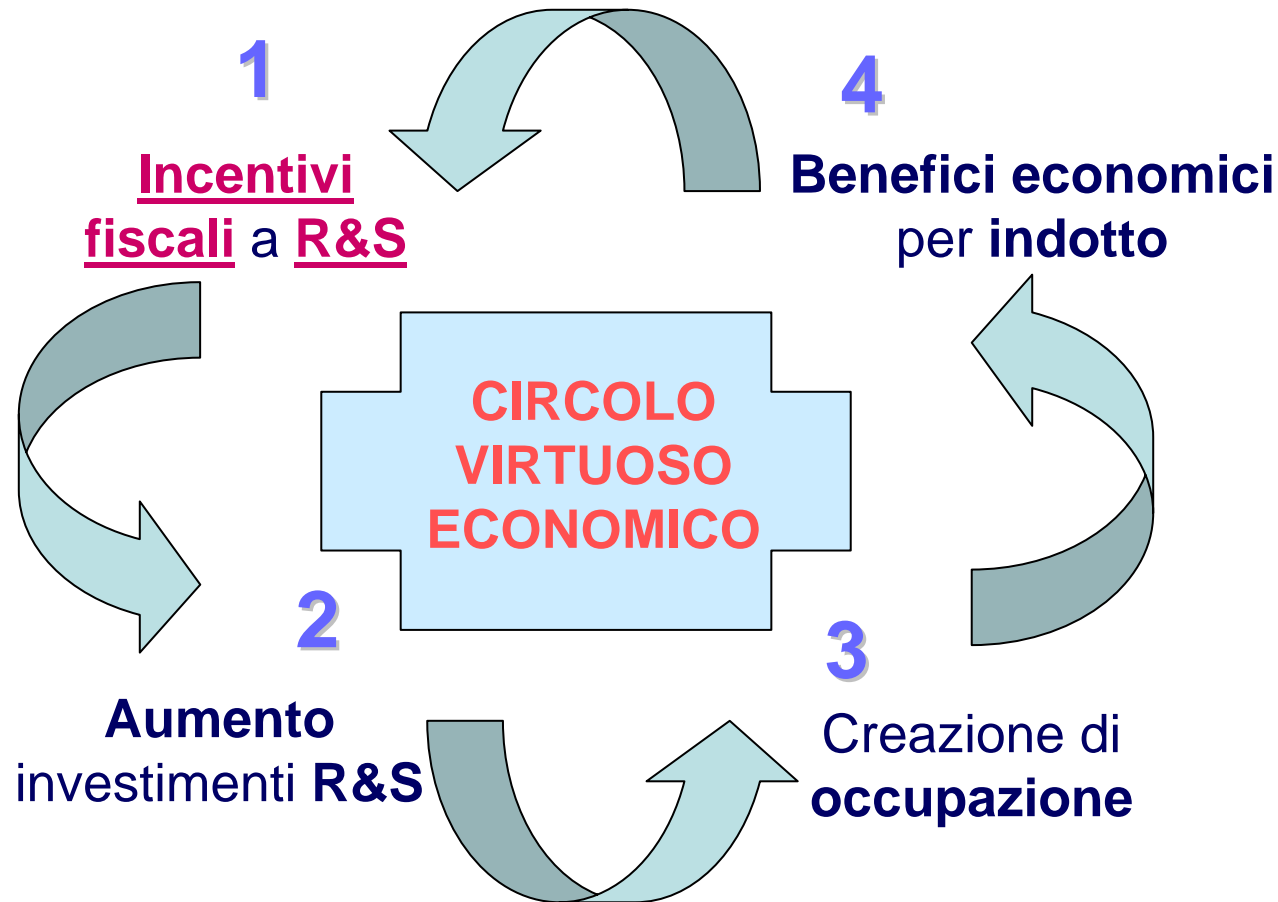 1
Incentivi
fiscali a R&S
4
Benefici economici
per indotto
CIRCOLO
VIRTUOSO
ECONOMICO
2
Aumento
investimenti R&S
3
Creazione di
occupazione